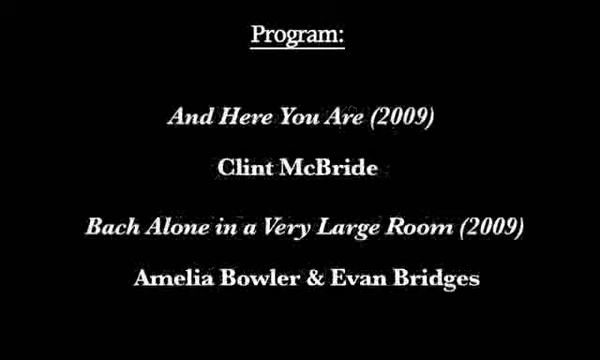 Program:
And Here You Are (2009)
Clint McBride
Bach Alone in a Very Large Room (2009)
Amelia Bowler & Evan Bridges